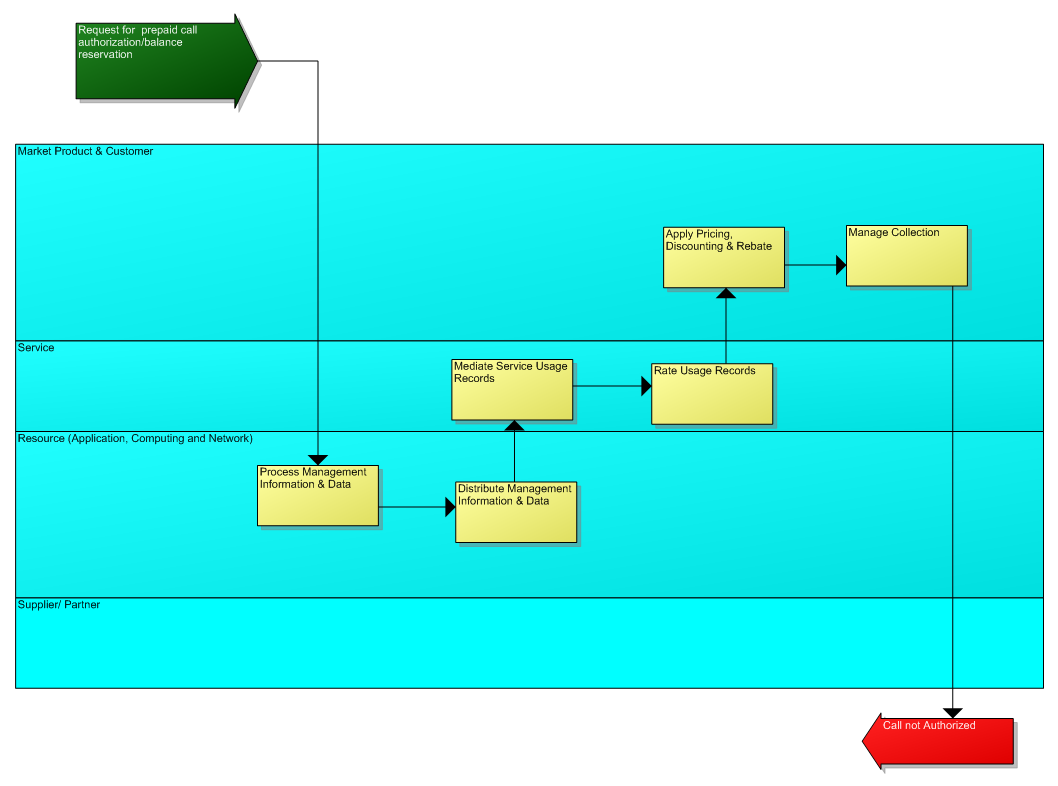 Request for  prepaid call
authorization/balance
reservation
Market Product & Customer
Apply Pricing,
Discounting & Rebate
Manage Collection
Service
Mediate Service Usage
Records
Rate Usage Records
Resource (Application, Computing and Network)
Process Management
Information & Data
Distribute Management
Information & Data
Supplier/ Partner
Call not Authorized